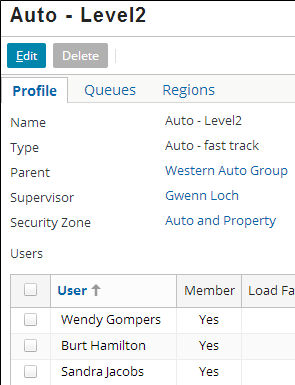 Auto - Level2
Edit Delete
Profile Queues Regions
Name Auto - Level2
Type Auto - fast track
Parent Western Auto Group
Supervisor Gwenn Loch
Security Zone Auto and Property
Users
User ↑ Member Load Fa
Wendy Gompers Yes
Burt Hamilton Yes
Sandra Jacobs Yes